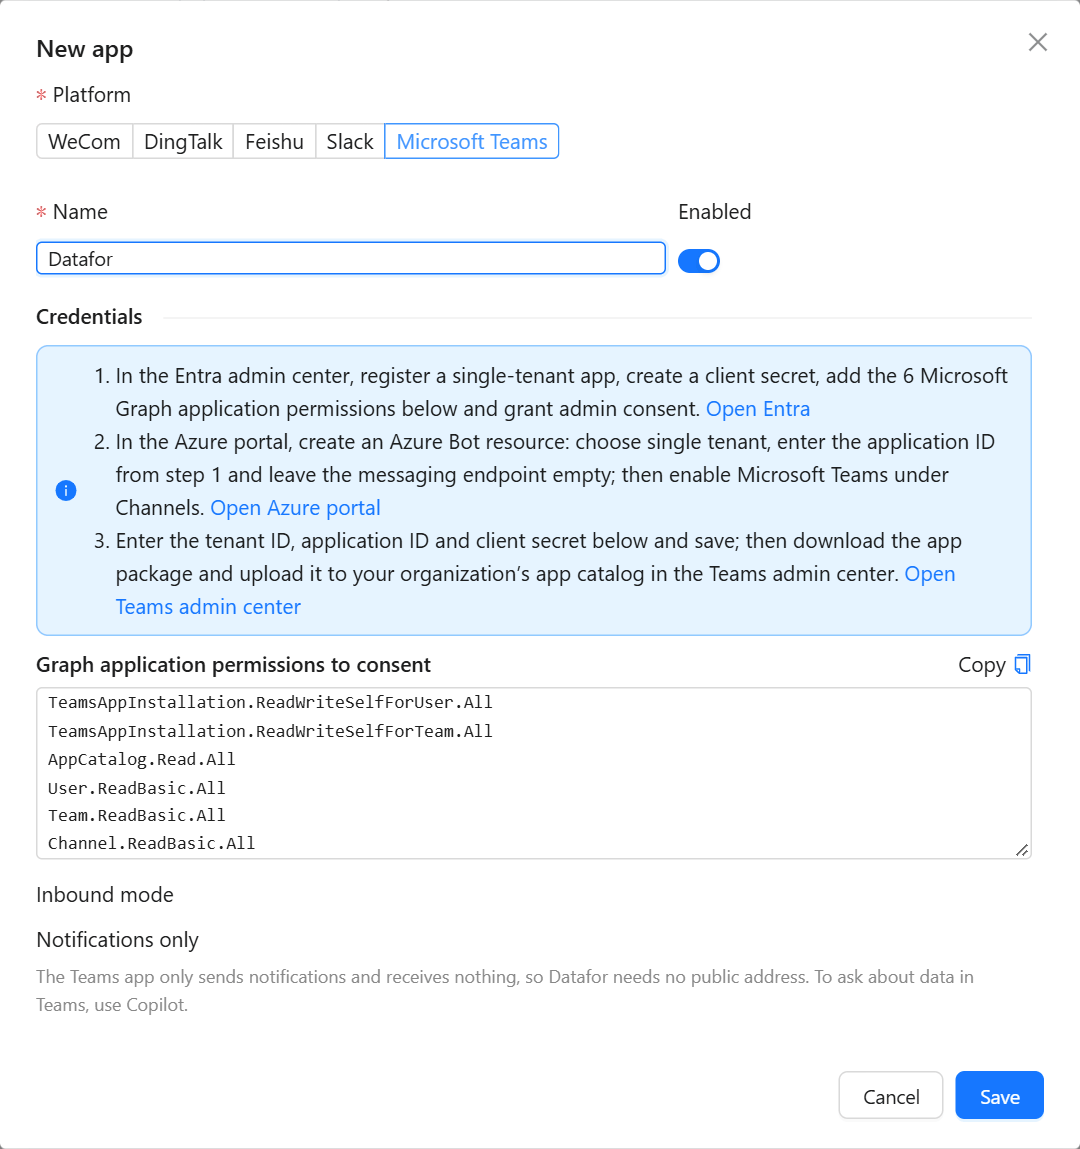 New app
* Platform
WeCom DingTalk Feishu Slack Microsoft Teams
* Name Enabled
Datafor
Credentials
1. In the Entra admin center, register a single-tenant app, create a client secret, add the 6 Microsoft
Graph application permissions below and grant admin consent. Open Entra
2. In the Azure portal, create an Azure Bot resource: choose single tenant, enter the application ID
from step 1 and leave the messaging endpoint empty; then enable Microsoft Teams under
Channels. Open Azure portal
3. Enter the tenant ID, application ID and client secret below and save; then download the app
package and upload it to your organization's app catalog in the Teams admin center. Open
Teams admin center
Graph application permissions to consent Copy
TeamsAppInstallation.ReadWriteSelfForUser.All
TeamsAppInstallation.ReadWriteSelfForTeam.All
AppCatalog.Read.All
User.ReadBasic.All
Team.ReadBasic.All
Channel.ReadBasic.All
Inbound mode
Notifications only
The Teams app only sends notifications and receives nothing, so Datafor needs no public address. To ask about data in
Teams, use Copilot.
Cancel Save